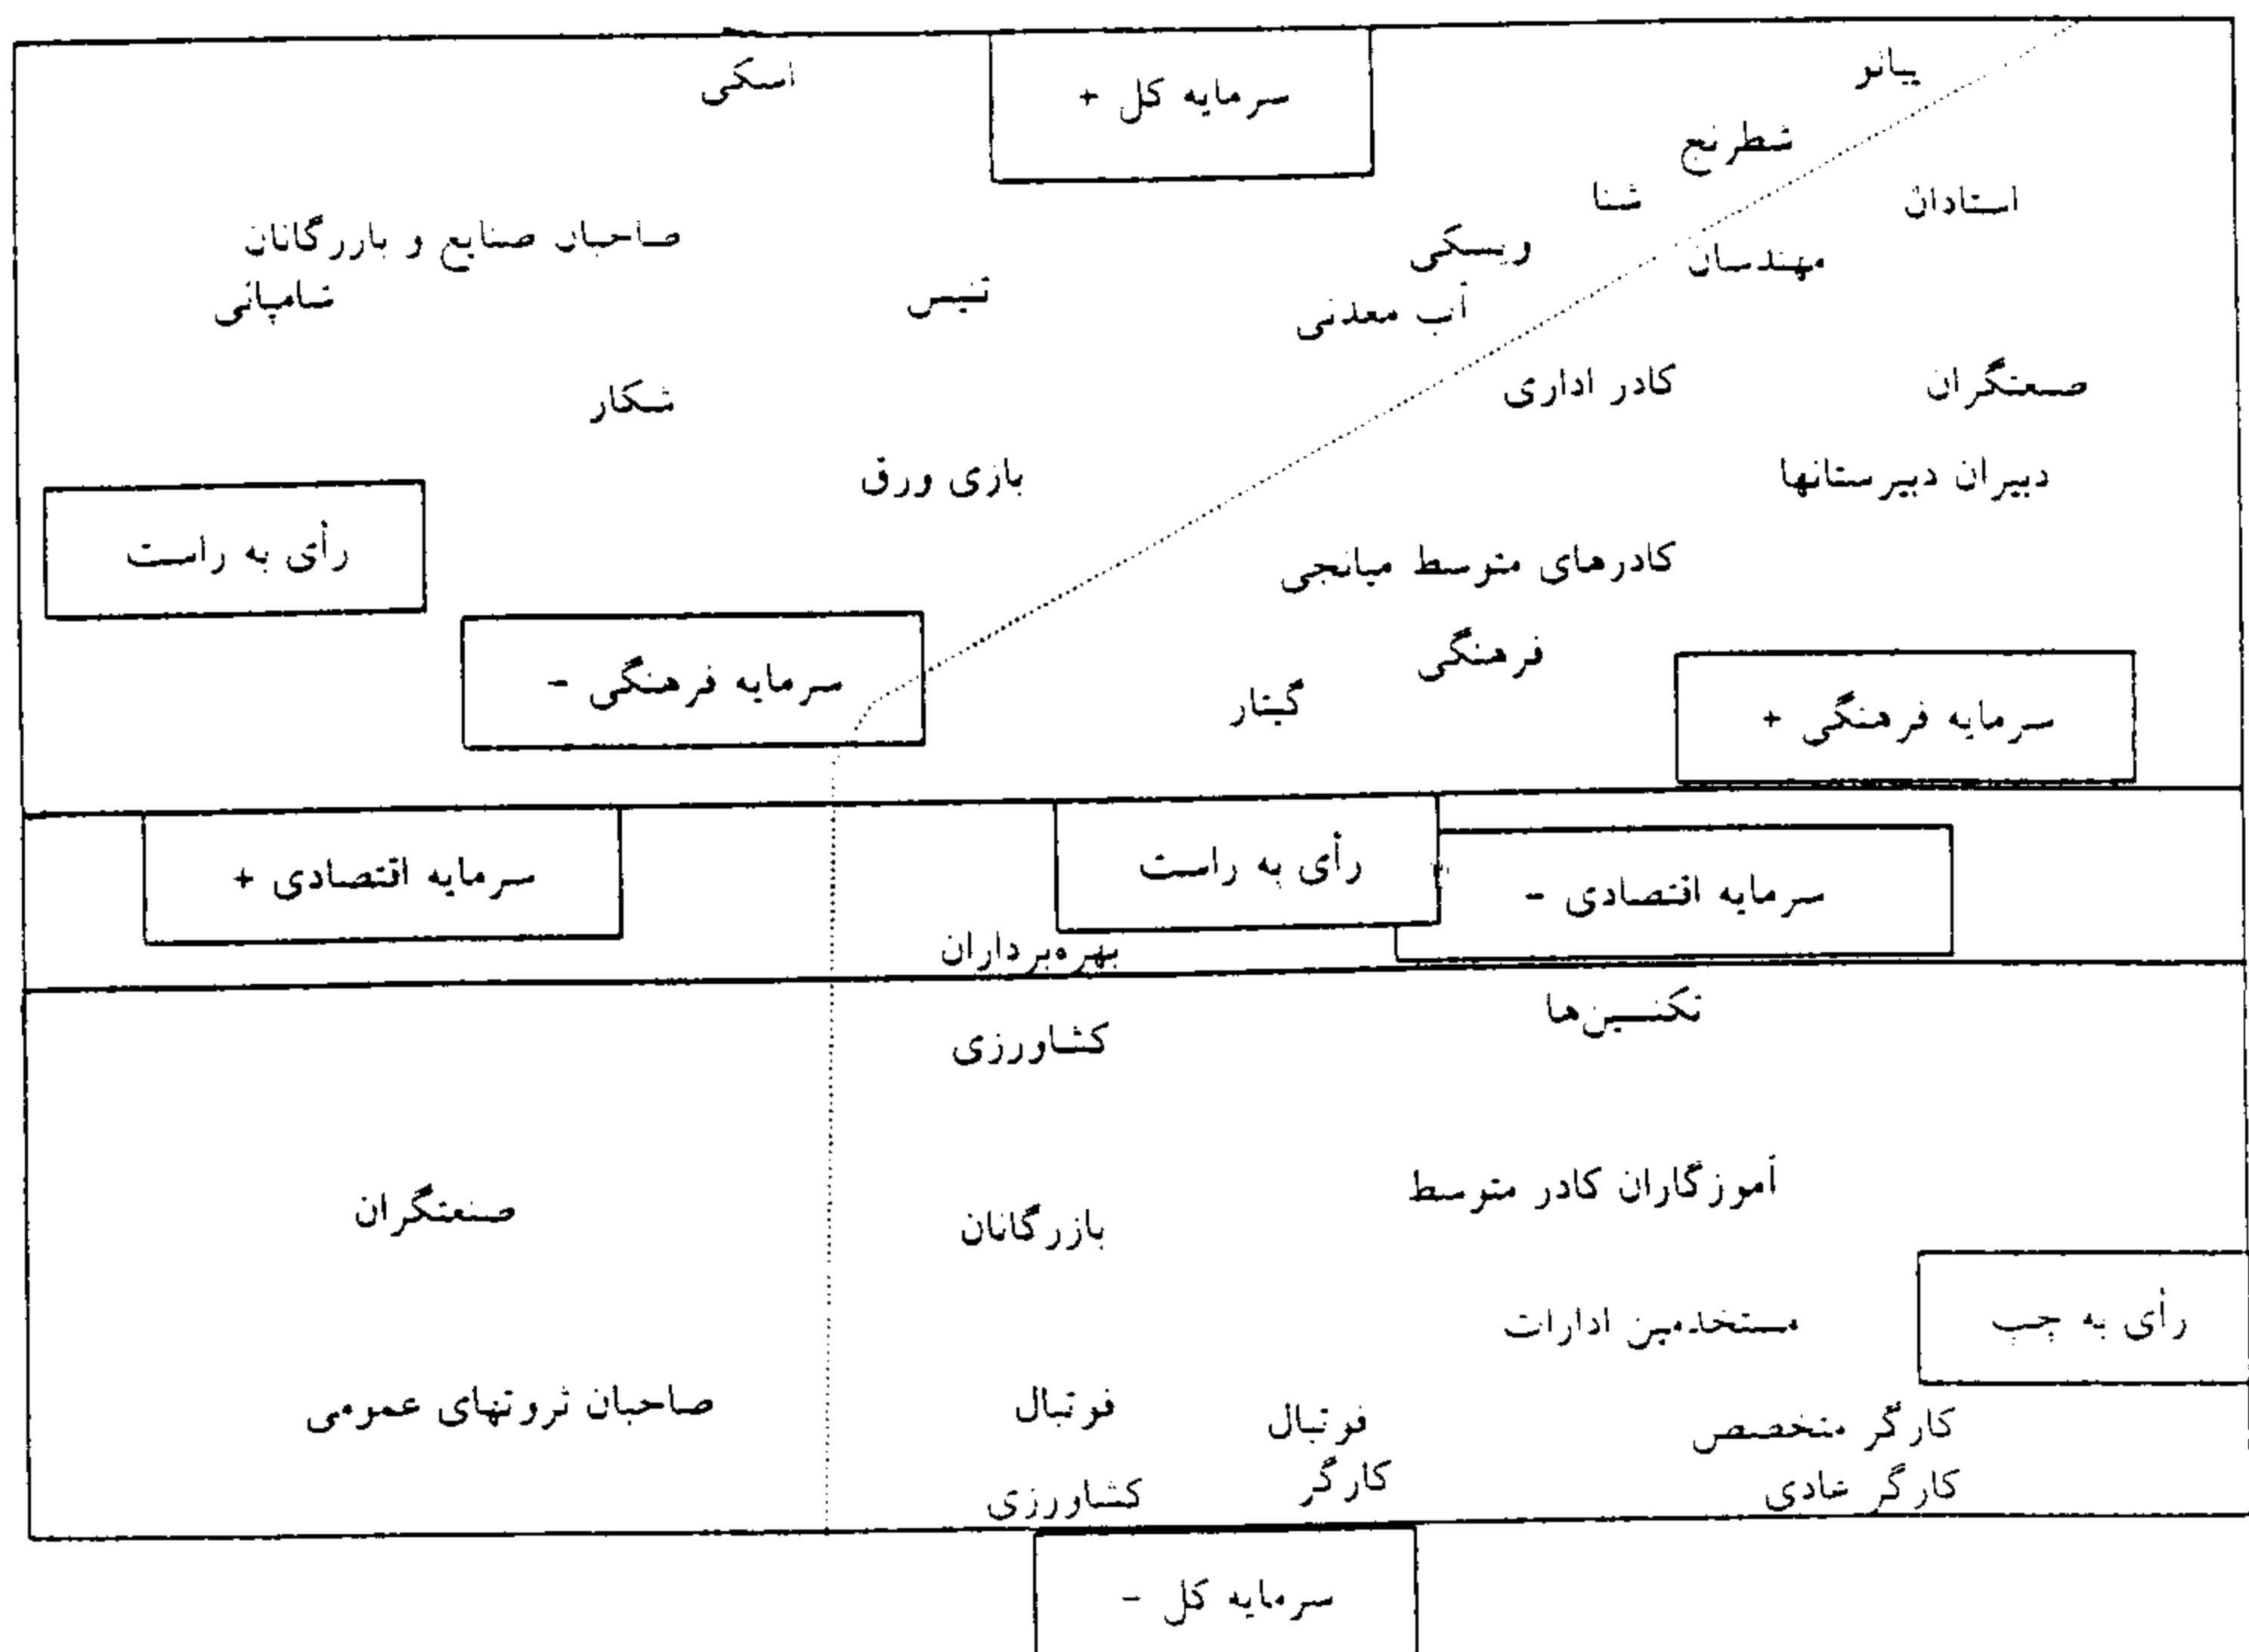 پیانو
اسکی
سرمایه کل +
شطرنج
شنا
استادان
صاحبان صنایع و بازرگانان
ویسکی
مهندسان
شامپانی
تنیس
آب معدنی
کادر اداری
صنعتگران
شکار
بازی ورق
دبیران دبیرستانها
رأی به راست
کادرهای متوسط میانجی
فرهنگی
سرمایه فرهنگی -
گیتار
سرمایه فرهنگی +
سرمایه اقتصادی +
رأی به راست
سرمایه اقتصادی -
بهره‌برداران
تکنسین‌ها
کشاورزی
آموزگاران کادر متوسط
صنعتگران
بازرگانان
مستخدمین ادارات
رأی به چپ
صاحبان ثروتهای عمومی
فوتبال
فوتبال
کارگر متخصص
کشاورزی
کارگر
کارگر عادی
سرمایه کل -